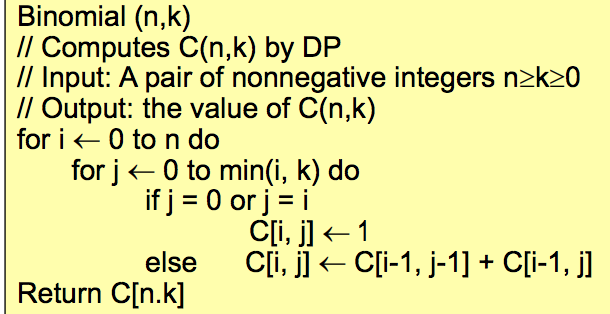 Binomial (n,k)
// Computes C(n,k) by DP
// Input: A pair of nonnegative integers n≥k≥0
// Output: the value of C(n,k)
for i ← 0 to n do
for j ← 0 to min(i, k) do
if j = 0 or j = i
C[i, j] ← 1
else C[i, j] ← C[i-1, j-1] + C[i-1, j]
Return C[n.k]